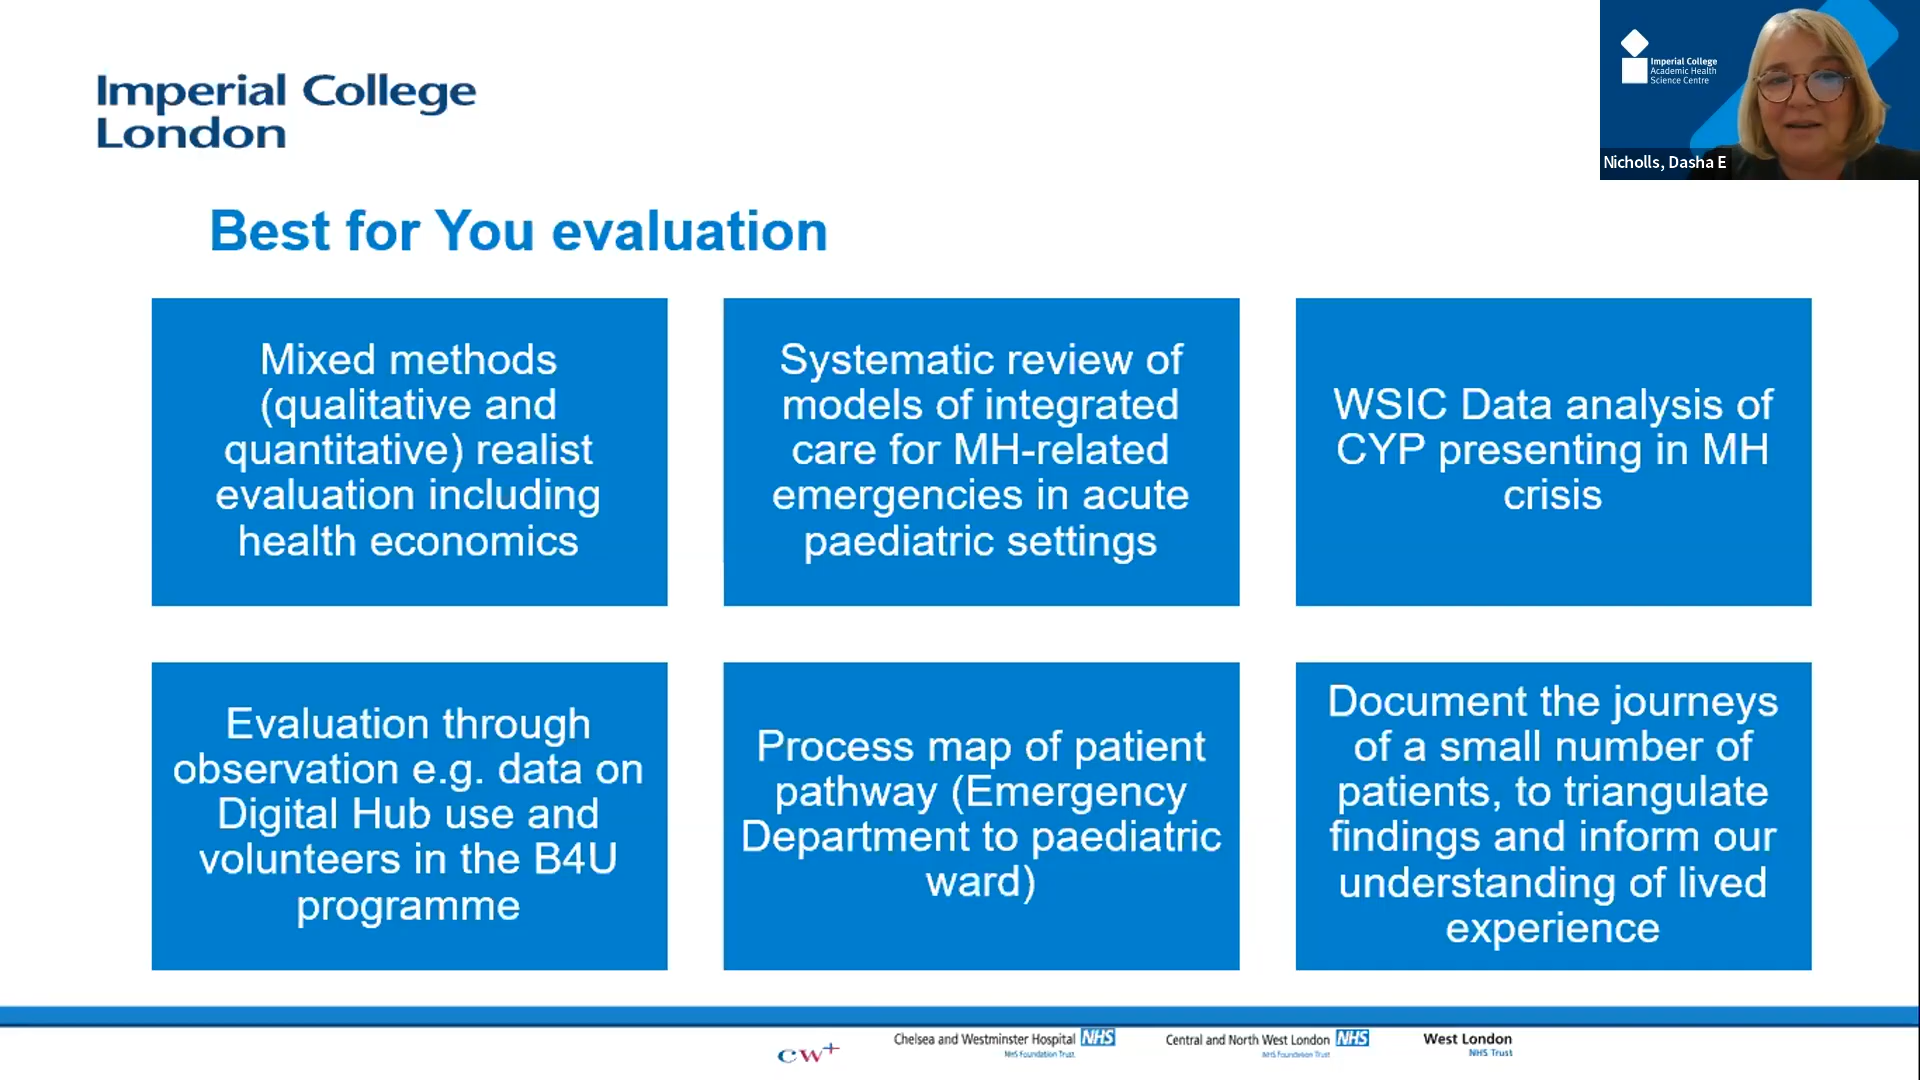 Imperial College
London
Imperial College
Academic Health
Science Centre
Nicholls, Dasha E
Best for You evaluation
Mixed methods
(qualitative and
quantitative) realist
evaluation including
health economics
Systematic review of
models of integrated
care for MH-related
emergencies in acute
paediatric settings
WSIC Data analysis of
CYP presenting in MH
crisis
Evaluation through
observation e.g. data on
Digital Hub use and
volunteers in the B4U
programme
Process map of patient
pathway (Emergency
Department to paediatric
ward)
Document the journeys
of a small number of
patients, to triangulate
findings and inform our
understanding of lived
experience
cw+
Chelsea and Westminster Hospital NHS
NHS Foundation Trust
Central and North West London NHS
NHS Foundation Trust
West London
NHS Trust